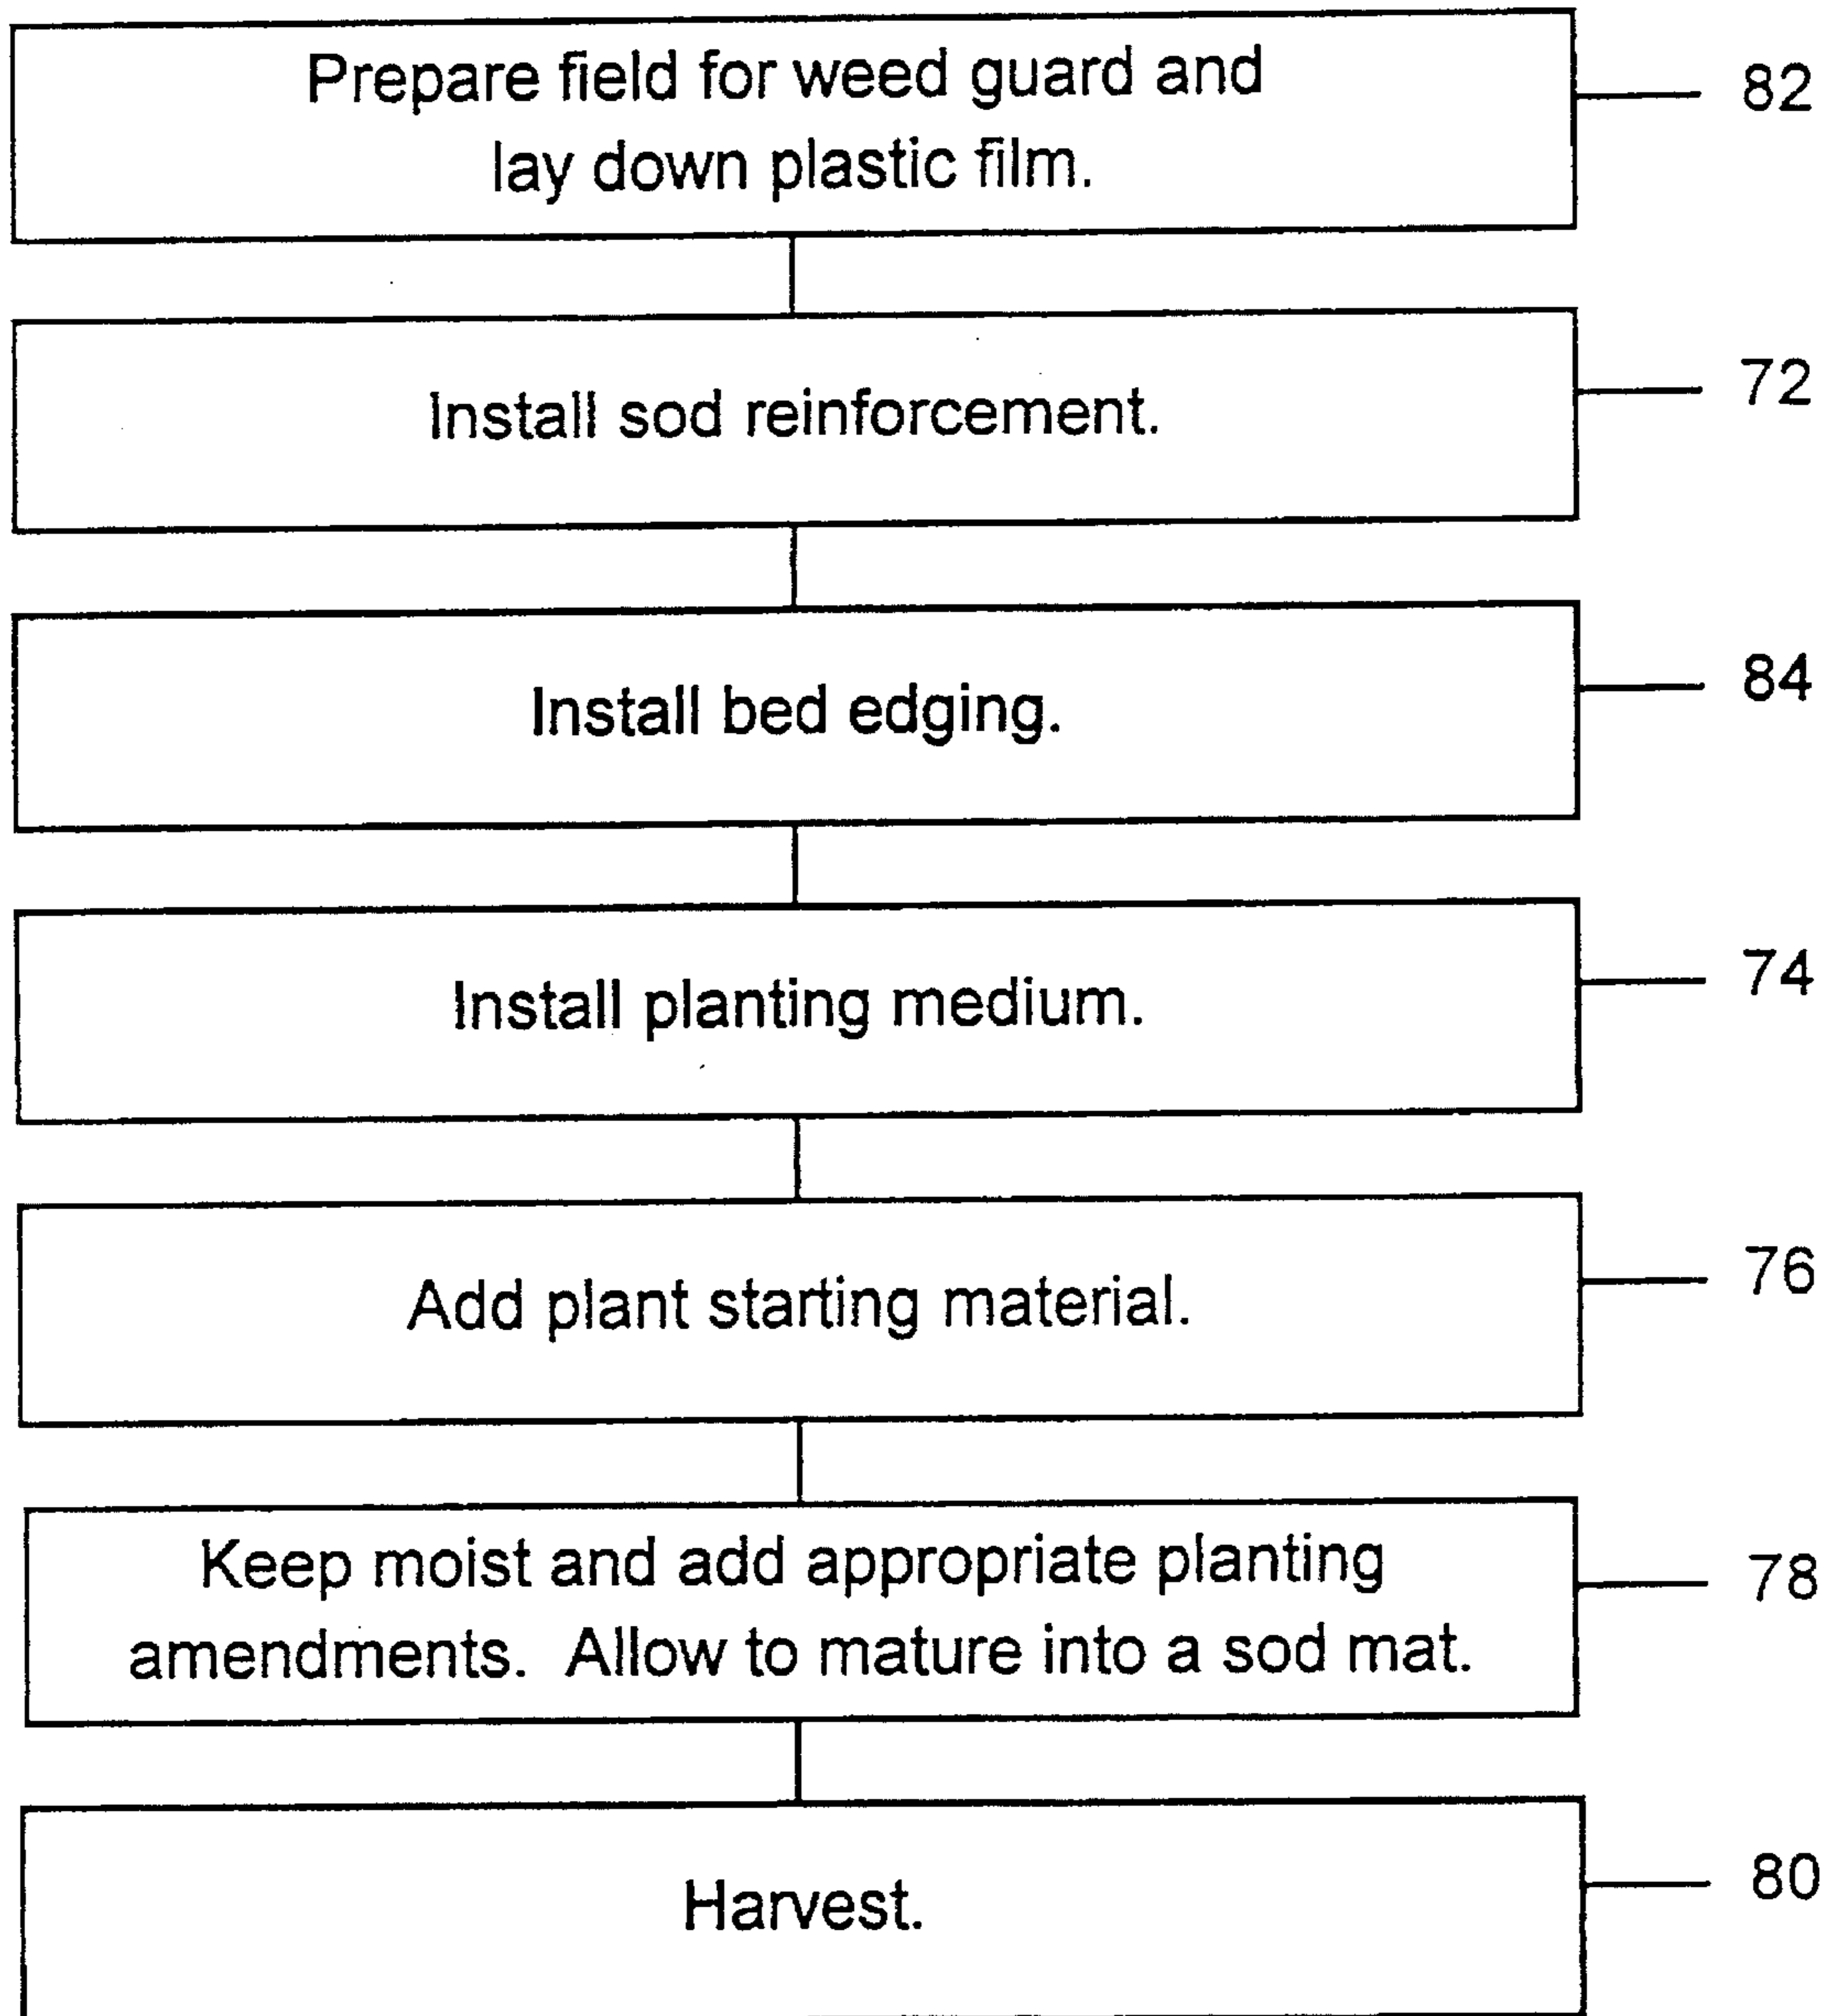 Prepare field for weed guard and
lay down plastic film.
82
Install sod reinforcement.
72
Install bed edging.
84
Install planting medium.
74
Add plant starting material.
76
Keep moist and add appropriate planting
amendments. Allow to mature into a sod mat.
78
Harvest.
80